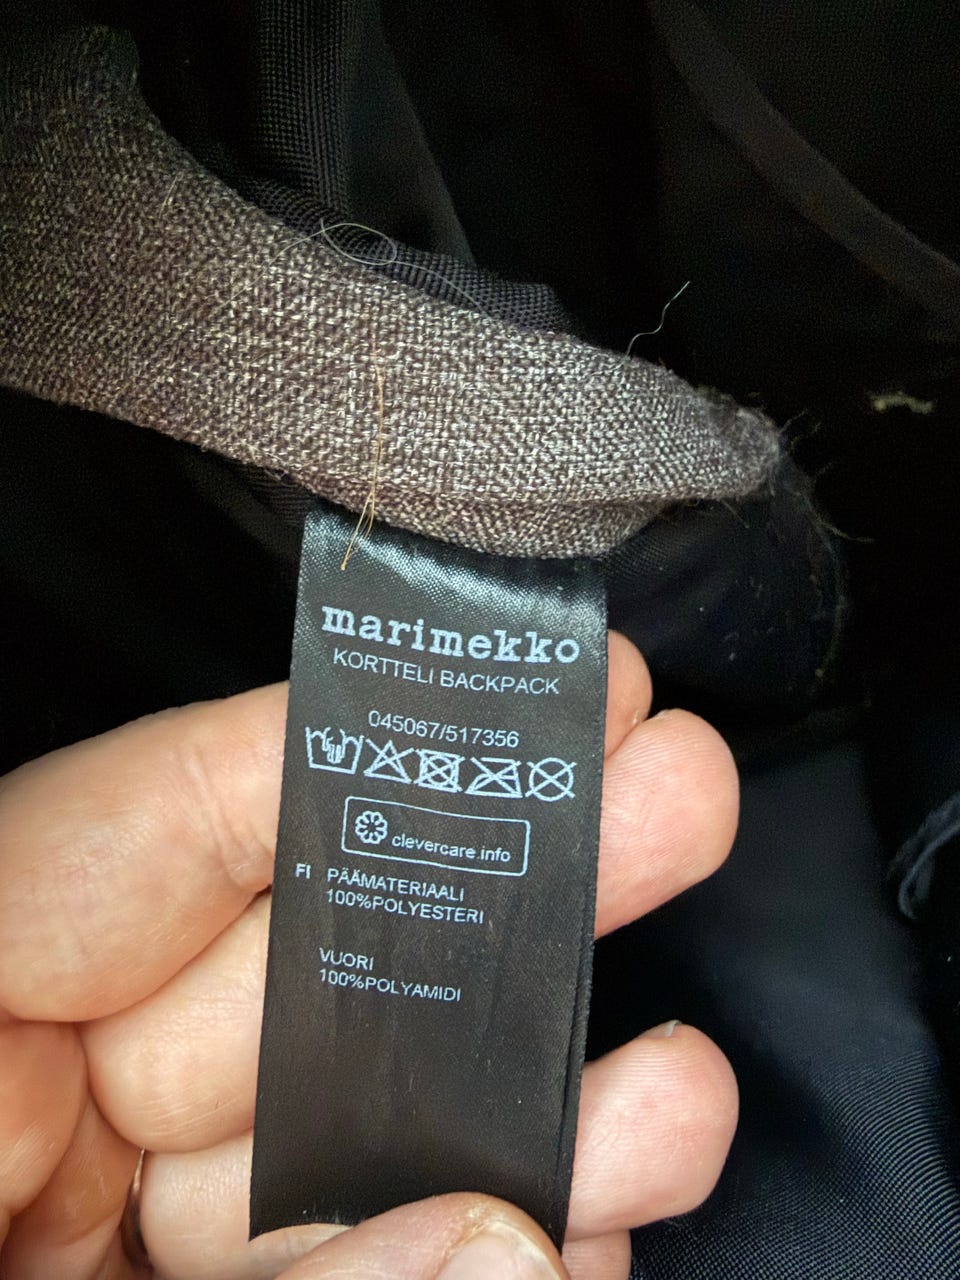 marimekko
KORTTELI BACKPACK
045067/517356
clevercare.info
FI PÄÄMATERIAALI
100%POLYESTERI
VUORI
100%POLYAMIDI